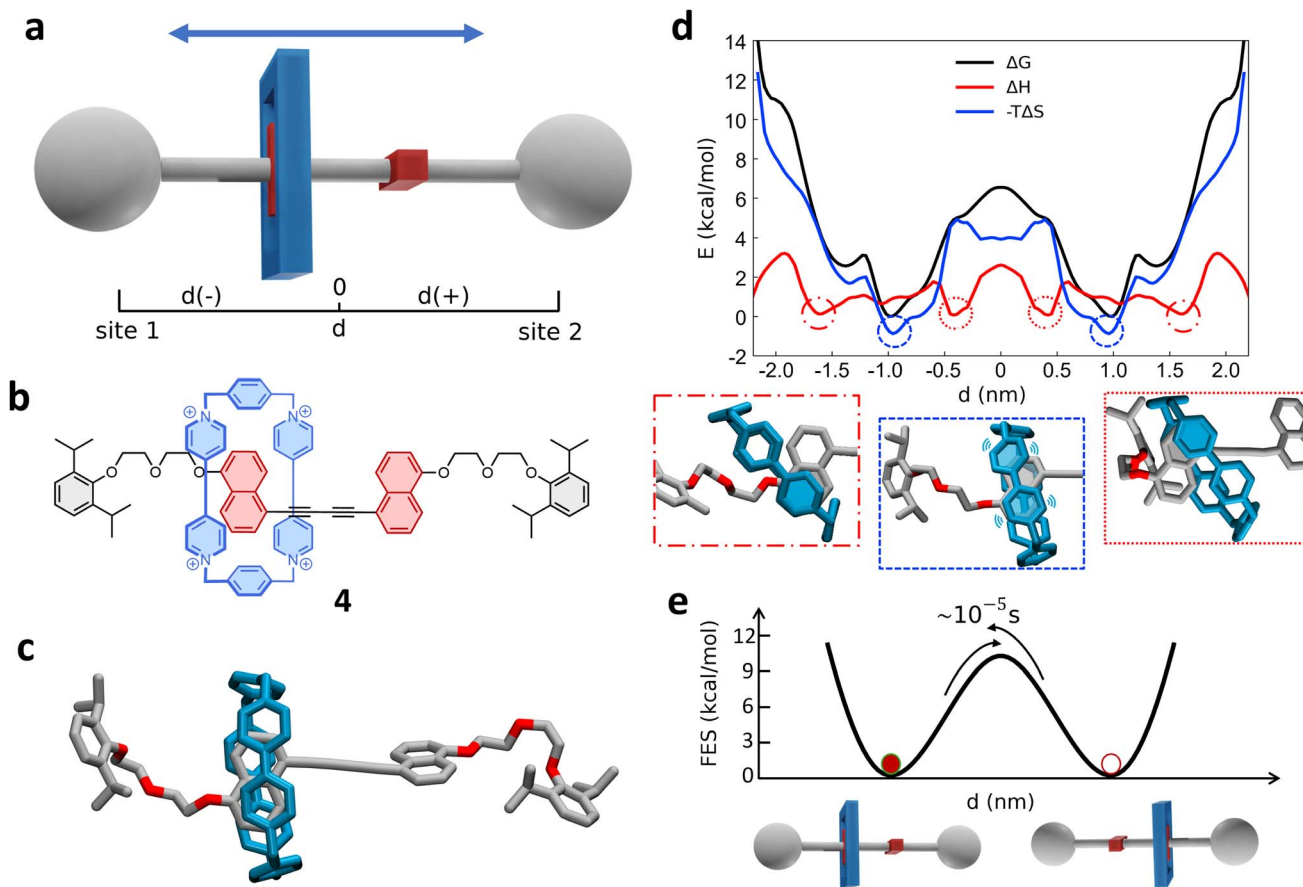 a
0
d(-) d(+)
site 1 d site 2
b
N⊕ N⊕
O O O
O O O
N⊕ N⊕
4
c
d
14
12
10
8
6
4
2
0
-2
E (kcal/mol)
ΔG
ΔH
-TΔS
-2.0 -1.5 -1.0 -0.5 0 0.5 1.0 1.5 2.0
d (nm)
e
~10⁻⁵s
12
9
6
3
0
FES (kcal/mol)
d (nm)